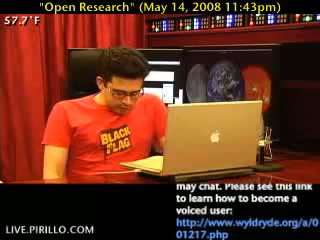 "Open Research" (May 14, 2008 11:43pm)
57.7°F
BLACK
FLAG
may chat. Please see this link
to learn how to become a
voiced user:
http://www.wyldryde.org/a/0
01217.php
LIVE.PIRILLO.COM